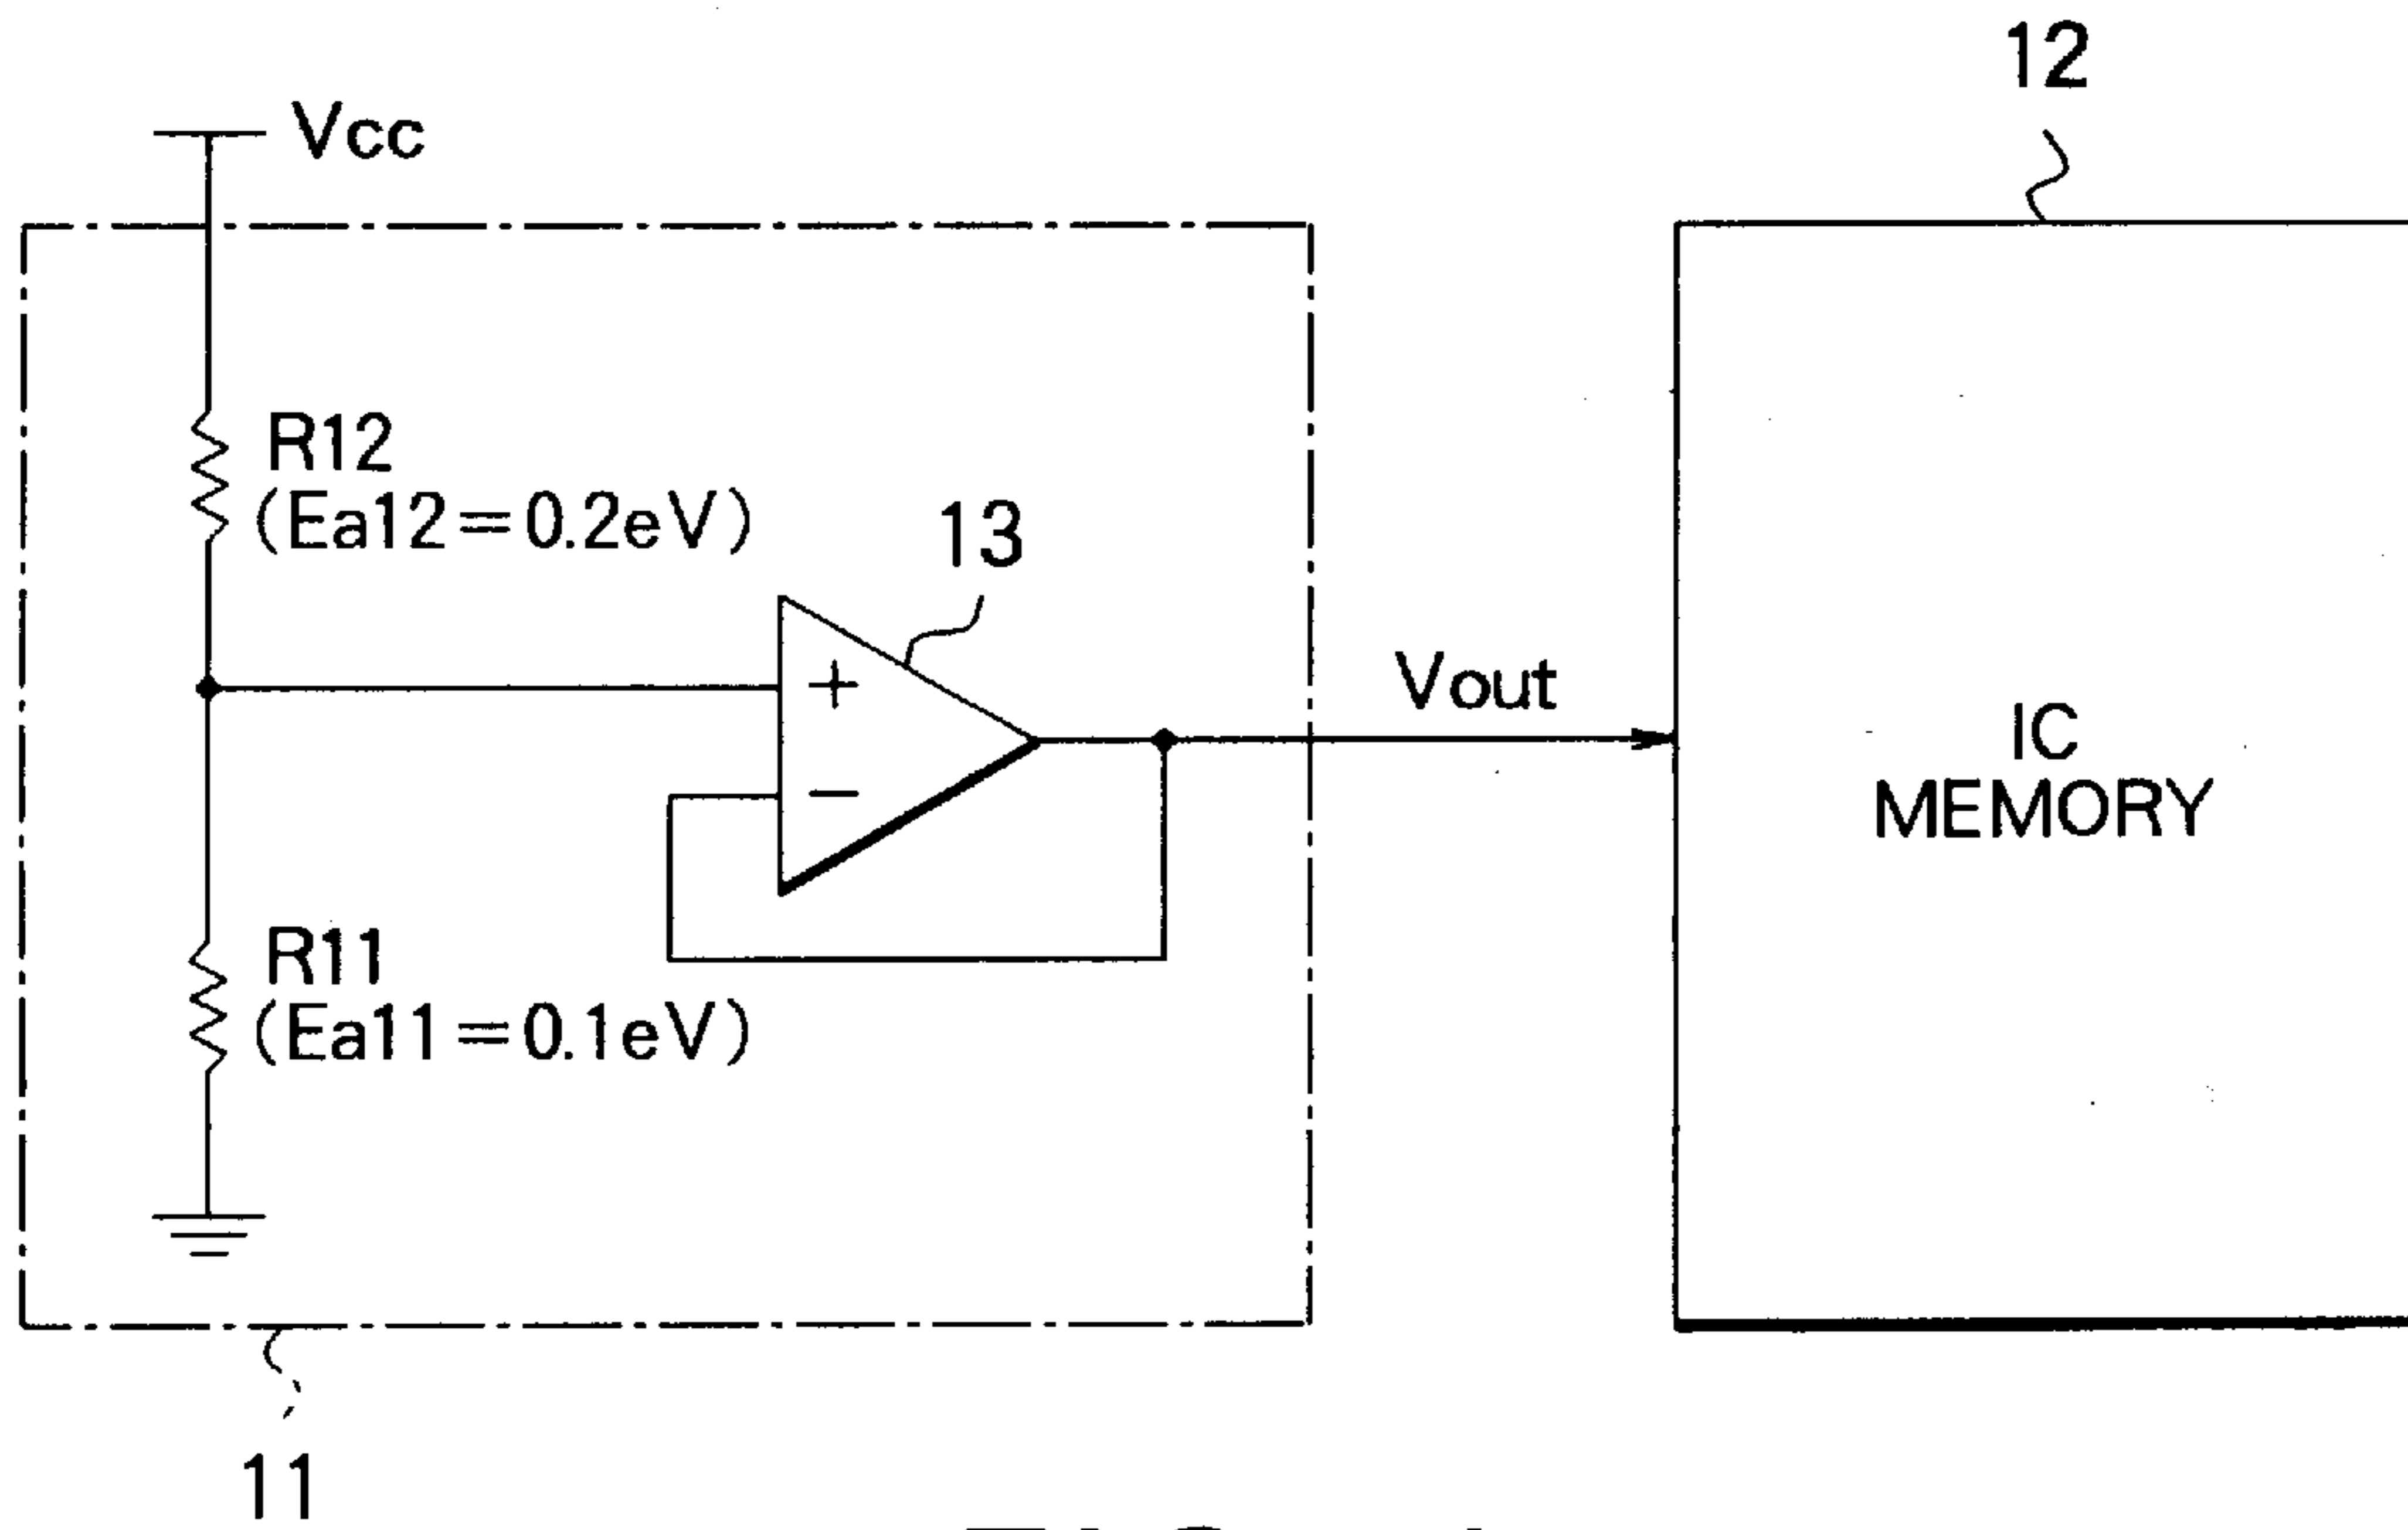 12
Vcc
R12
(Ea12=0.2eV)
13
+
−
Vout
IC
MEMORY
R11
(Ea11=0.1eV)
11